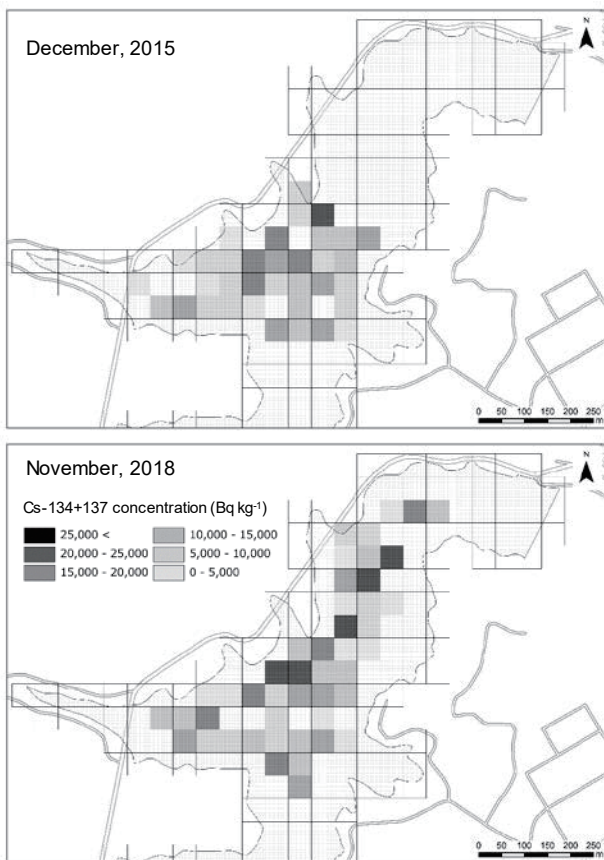 December, 2015
N
0 50 100 150 200 250
m
November, 2018
N
Cs-134+137 concentration (Bq kg⁻¹)
25,000 < 10,000 - 15,000
20,000 - 25,000 5,000 - 10,000
15,000 - 20,000 0 - 5,000
0 50 100 150 200 250
m